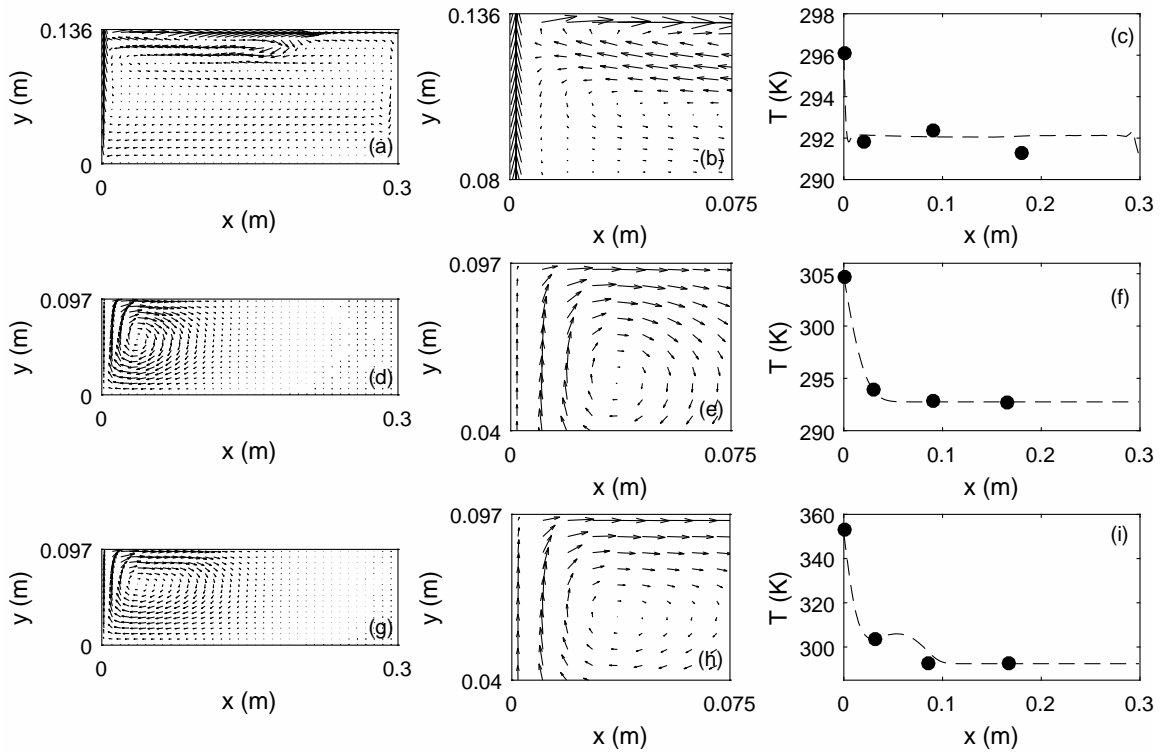 0.136
y (m)
(a)
0
0
0.3
x (m)
0.136
y (m)
(b)
0.08
0
0.075
x (m)
298
296
294
292
290
T (K)
(c)
0
0.1
0.2
0.3
x (m)
0.097
y (m)
(d)
0
0
0.3
x (m)
0.097
y (m)
(e)
0.04
0
0.075
x (m)
305
300
295
293
290
T (K)
(f)
0
0.1
0.2
0.3
x (m)
0.097
y (m)
(g)
0
0
0.3
x (m)
0.097
y (m)
(h)
0.04
0
0.075
x (m)
360
340
320
300
T (K)
(i)
0
0.1
0.2
0.3
x (m)